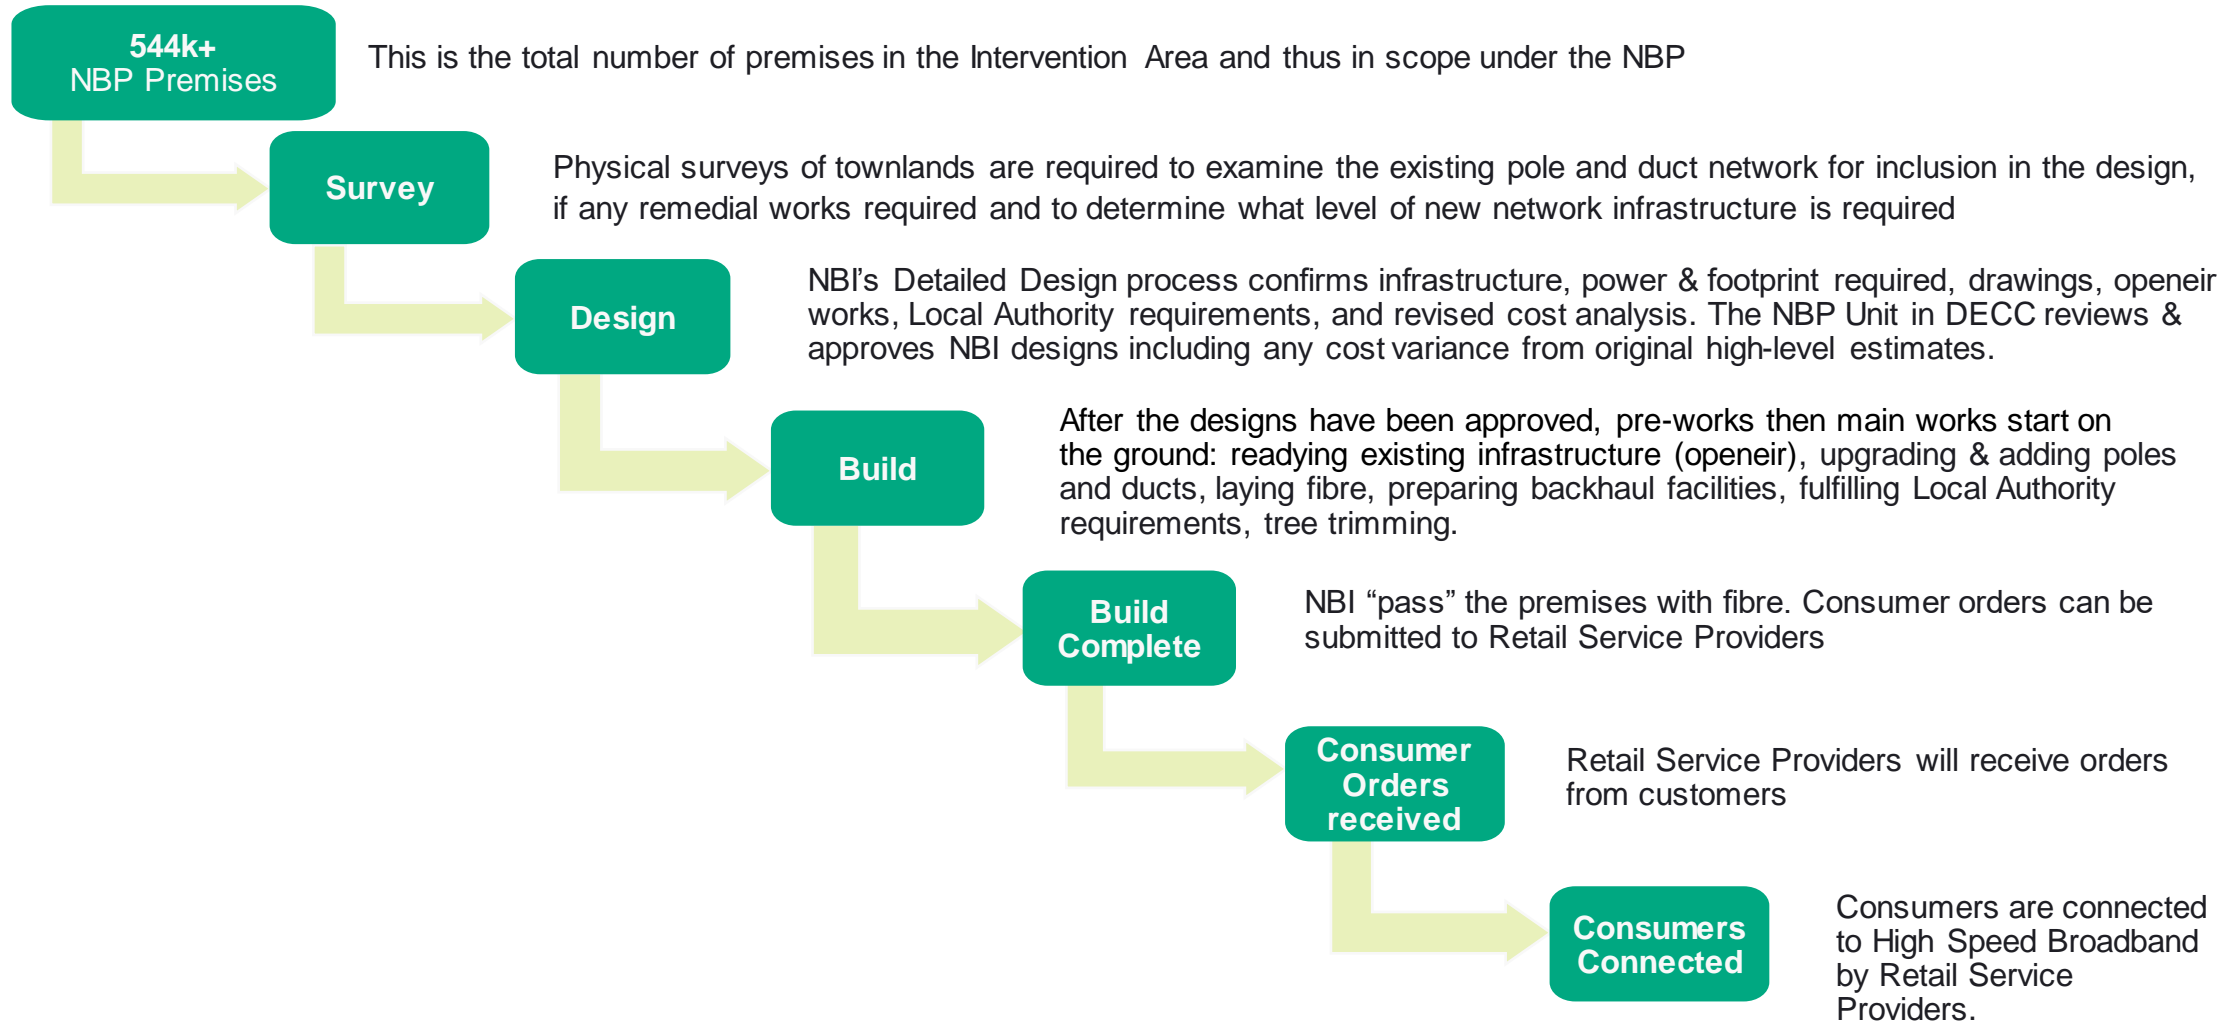 544k+
NBP Premises
This is the total number of premises in the Intervention Area and thus in scope under the NBP
Survey
Physical surveys of townlands are required to examine the existing pole and duct network for inclusion in the design,
if any remedial works required and to determine what level of new network infrastructure is required
Design
NBI’s Detailed Design process confirms infrastructure, power & footprint required, drawings, openeir
works, Local Authority requirements, and revised cost analysis. The NBP Unit in DECC reviews &
approves NBI designs including any cost variance from original high-level estimates.
Build
After the designs have been approved, pre-works then main works start on
the ground: readying existing infrastructure (openeir), upgrading & adding poles
and ducts, laying fibre, preparing backhaul facilities, fulfilling Local Authority
requirements, tree trimming.
Build
Complete
NBI “pass” the premises with fibre. Consumer orders can be
submitted to Retail Service Providers
Consumer
Orders
received
Retail Service Providers will receive orders
from customers
Consumers
Connected
Consumers are connected
to High Speed Broadband
by Retail Service
Providers.